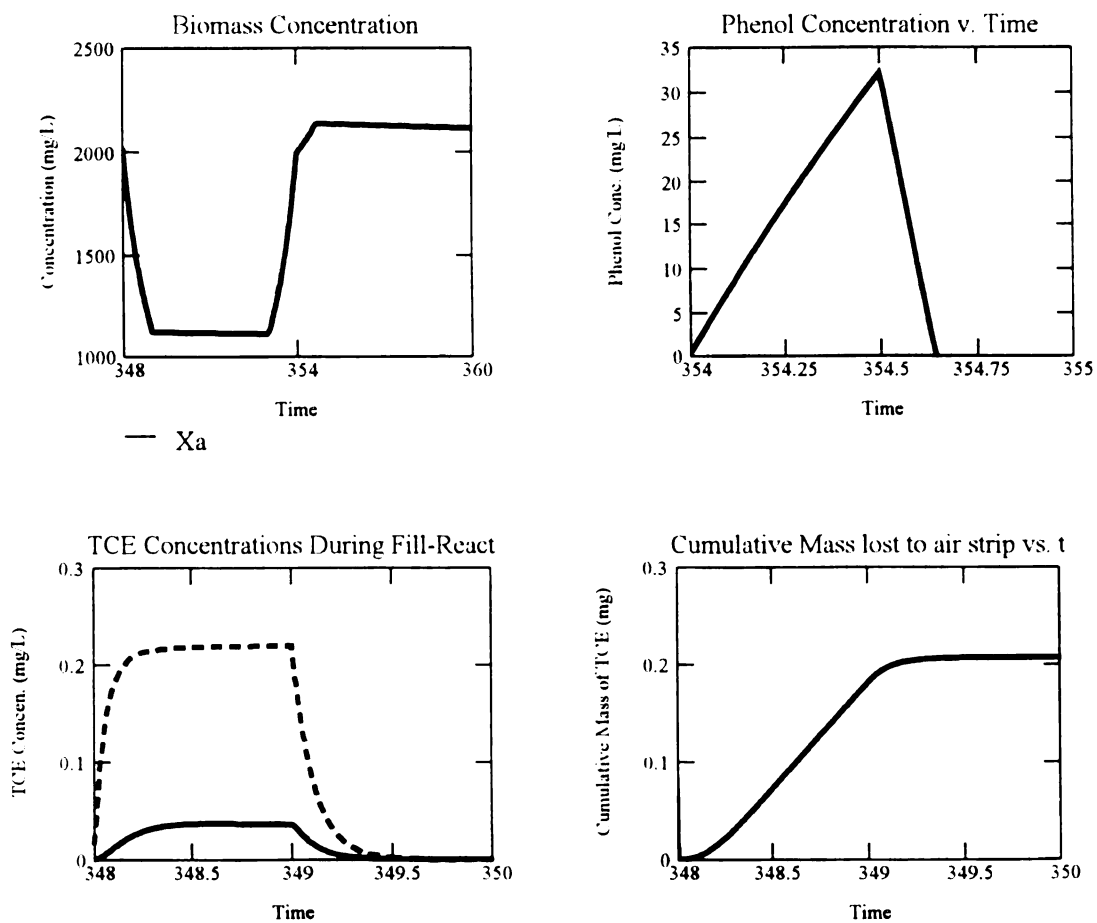 Biomass Concentration
2500
2000
1500
1000
348
354
360
Concentration (mg/L)
Time
Xa
Phenol Concentration v. Time
35
30
25
20
15
10
5
0
354
354.25
354.5
354.75
355
Phenol Conc. (mg/L)
Time
TCE Concentrations During Fill-React
0.3
0.2
0.1
0
348
348.5
349
349.5
350
TCE Concen. (mg/L)
Time
Cumulative Mass lost to air strip vs. t
0.3
0.2
0.1
0
348
348.5
349
349.5
350
Cumulative Mass of TCE (mg)
Time